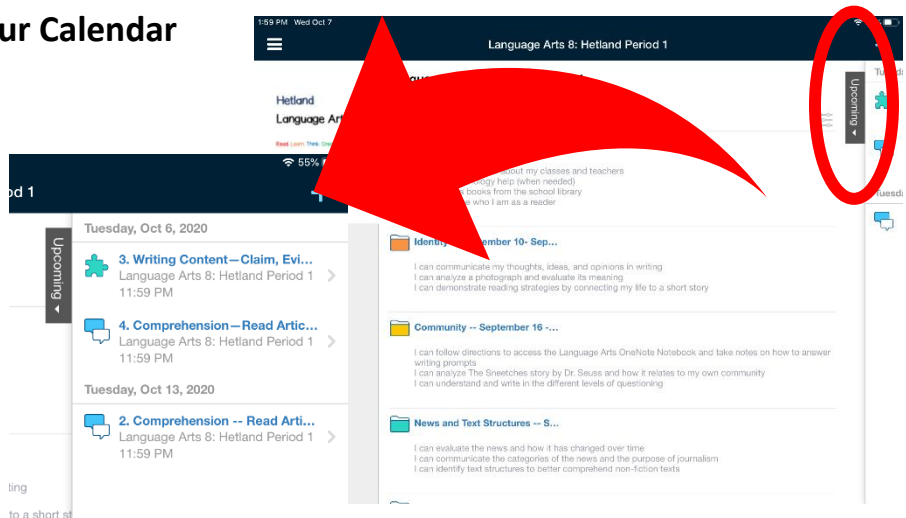 ur Calendar
1:59 PM Wed Oct 7
Language Arts 8: Hetland Period 1
Hetland
Language Art
Read. Learn. Think.
Upcoming
about my classes and teachers
ology help (when needed)
books from the school library
who I am as a reader
Identity
mber 10- Sep...
I can communicate my thoughts, ideas, and opinions in writing
I can analyze a photograph and evaluate its meaning
I can demonstrate reading strategies by connecting my life to a short story
Community -- September 16 -...
I can follow directions to access the Language Arts OneNote Notebook and take notes on how to answer
writing prompts
I can analyze The Sneetches story by Dr. Seuss and how it relates to my own community
I can understand and write in the different levels of questioning
News and Text Structures -- S...
I can evaluate the news and how it has changed over time
I can communicate the categories of the news and the purpose of journalism
I can identify text structures to better comprehend non-fiction texts
55%
od 1
Upcoming
Tuesday, Oct 6, 2020
3. Writing Content—Claim, Evi...
Language Arts 8: Hetland Period 1
11:59 PM
4. Comprehension—Read Artic...
Language Arts 8: Hetland Period 1
11:59 PM
Tuesday, Oct 13, 2020
2. Comprehension -- Read Arti...
Language Arts 8: Hetland Period 1
11:59 PM
ting
to a short st